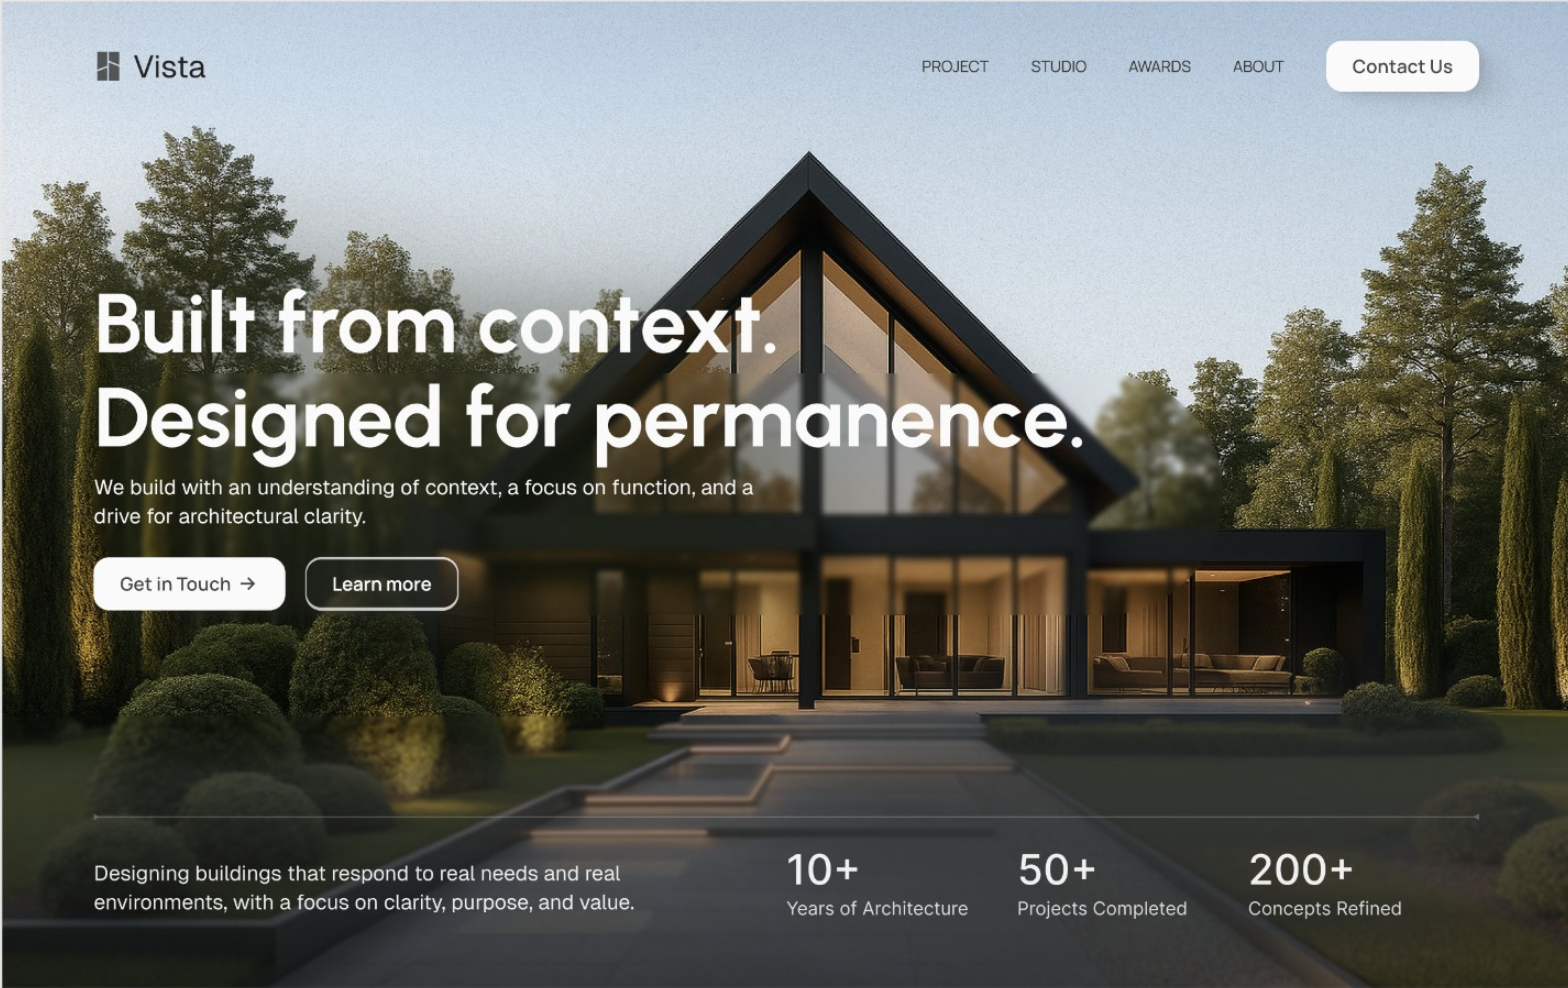 Vista
PROJECT STUDIO AWARDS ABOUT Contact Us
Built from context.
Designed for permanence.
We build with an understanding of context, a focus on function, and a
drive for architectural clarity.
Get in Touch → Learn more
Designing buildings that respond to real needs and real
environments, with a focus on clarity, purpose, and value.
10+
Years of Architecture
50+
Projects Completed
200+
Concepts Refined